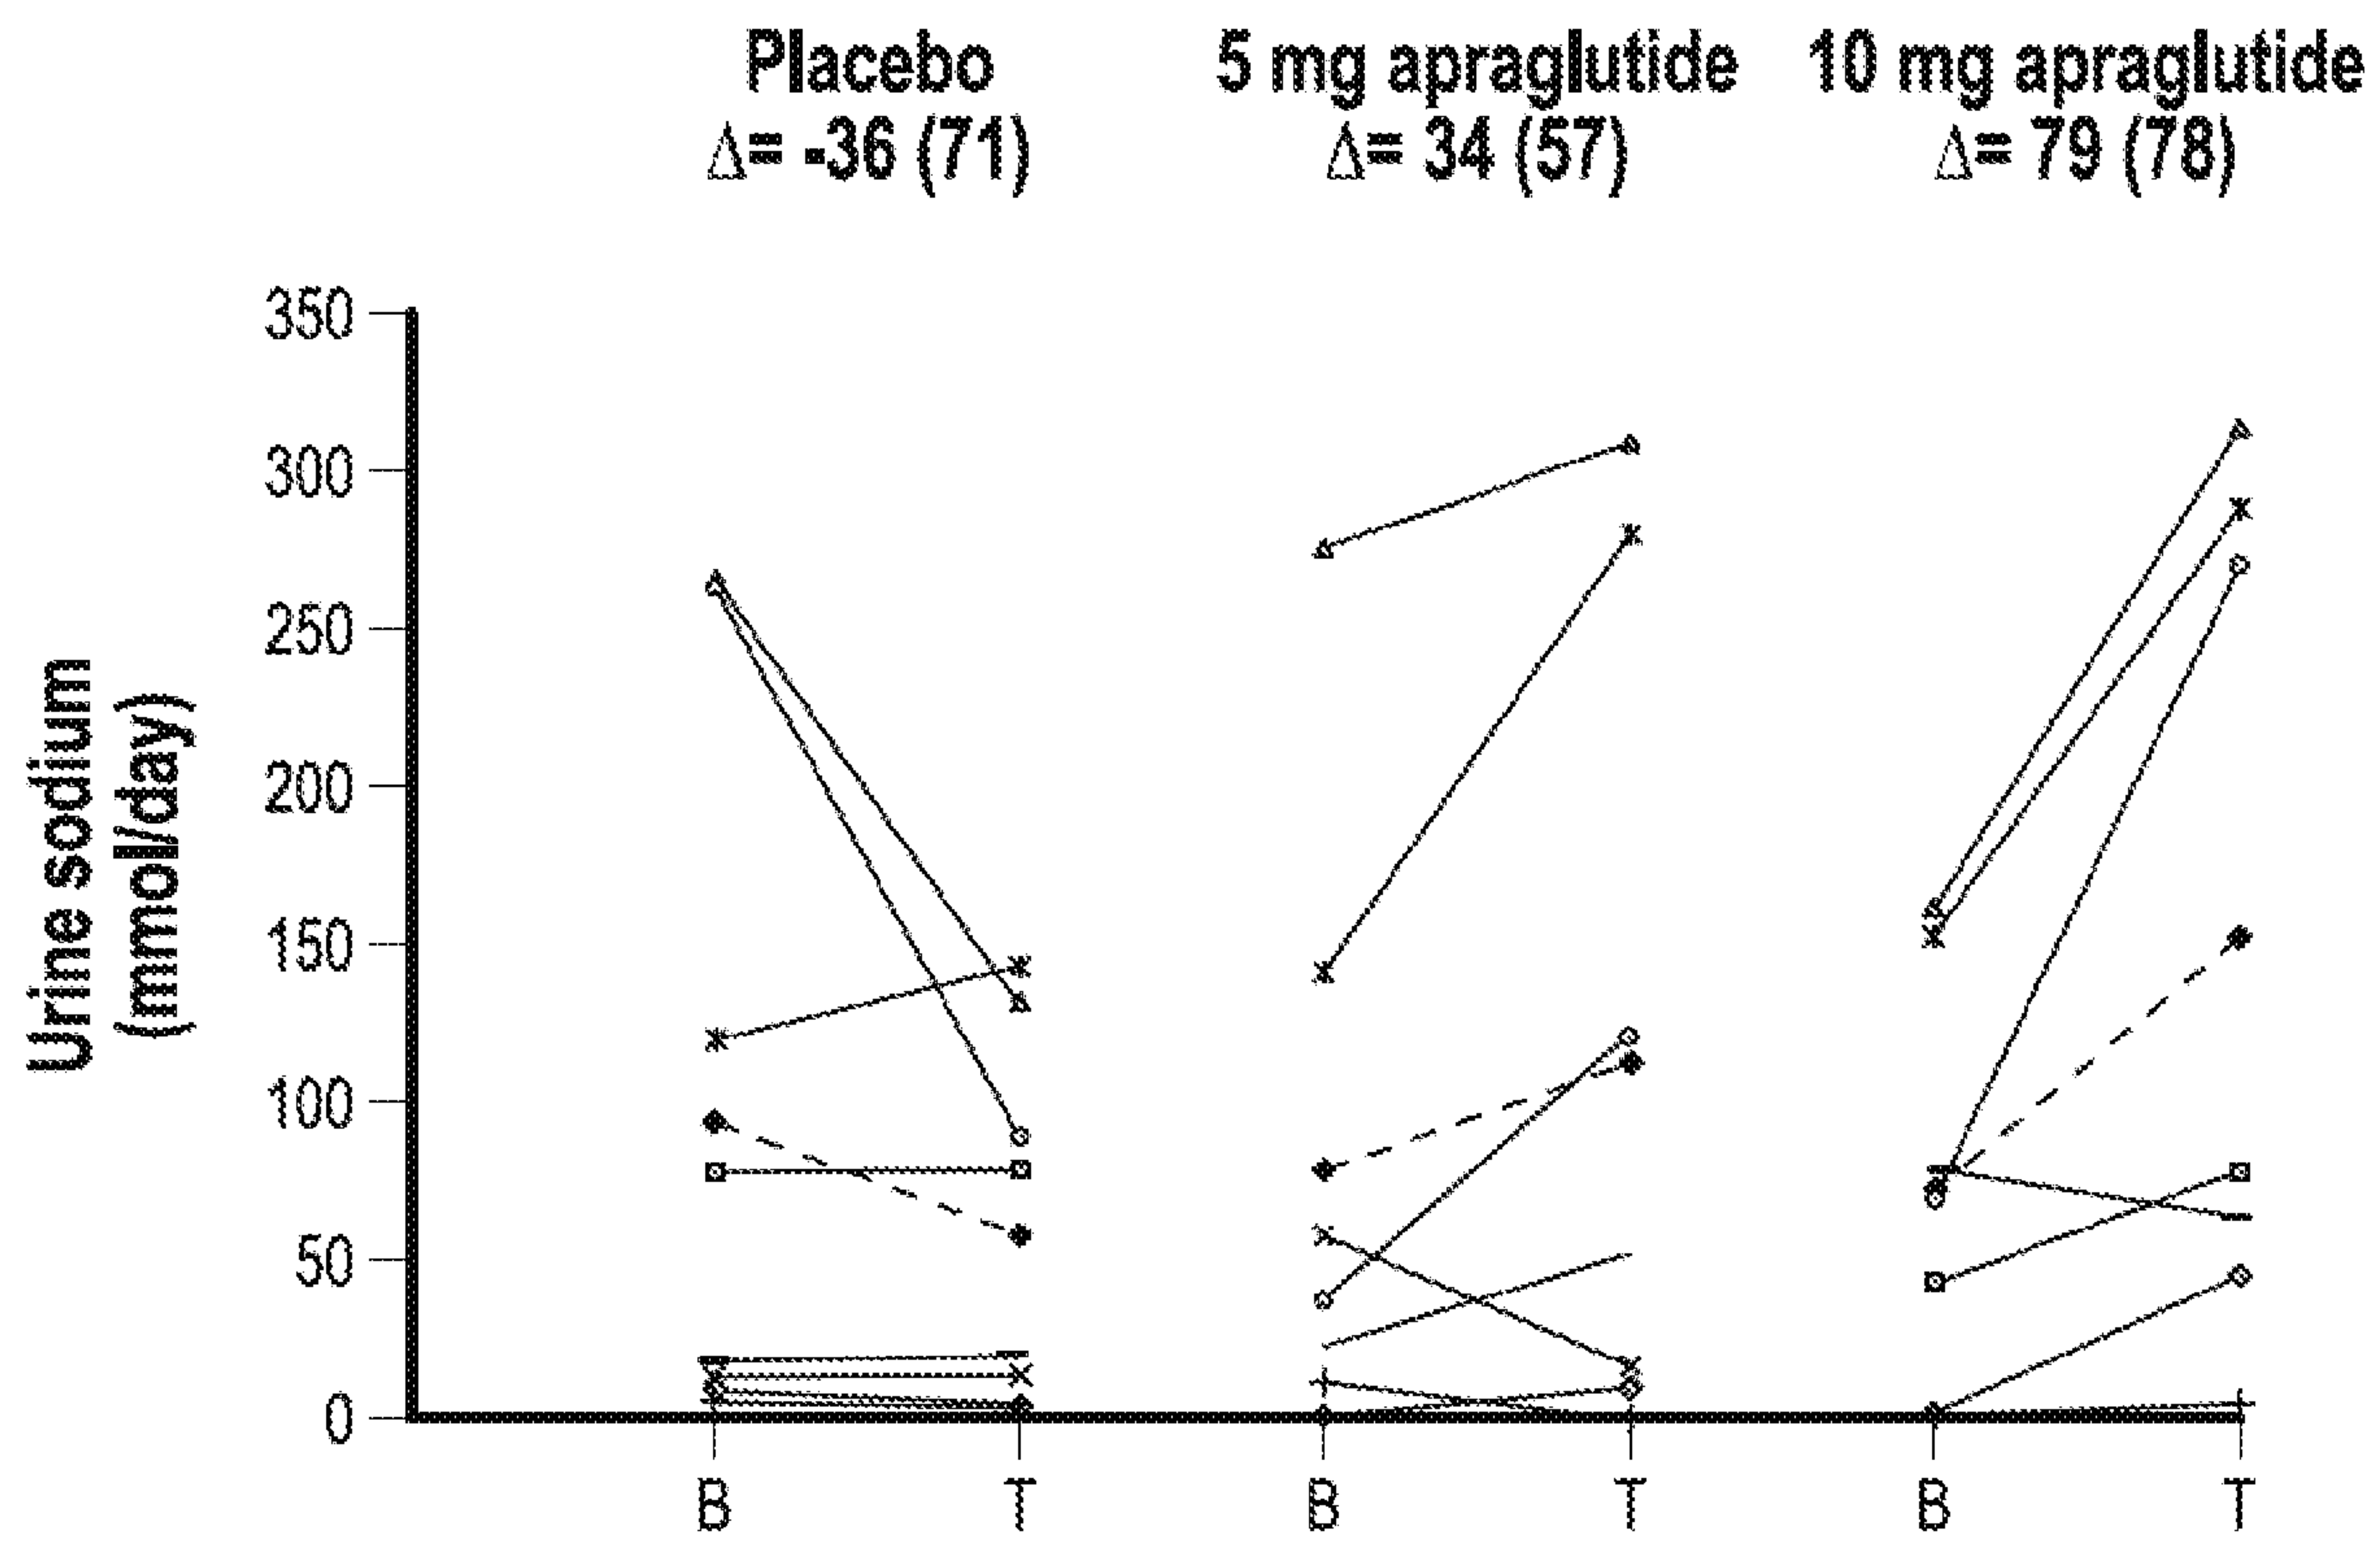 Placebo
Δ= -36 (71)
5 mg apraglutide
Δ= 34 (57)
10 mg apraglutide
Δ= 79 (78)
Urine sodium
(mmol/day)
350
300
250
200
150
100
50
0
B
T
B
T
B
T